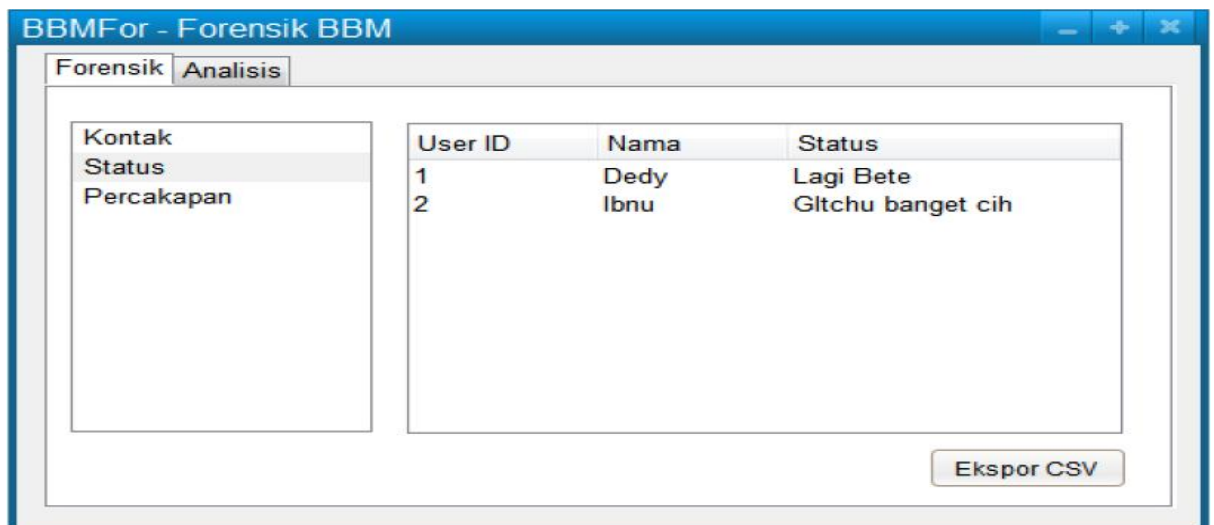 BBMFor - Forensik BBM
Forensik Analisis
Kontak
Status
Percakapan
User ID Nama Status
1 Dedy Lagi Bete
2 Ibnu GItchu banget cih
Ekspor CSV